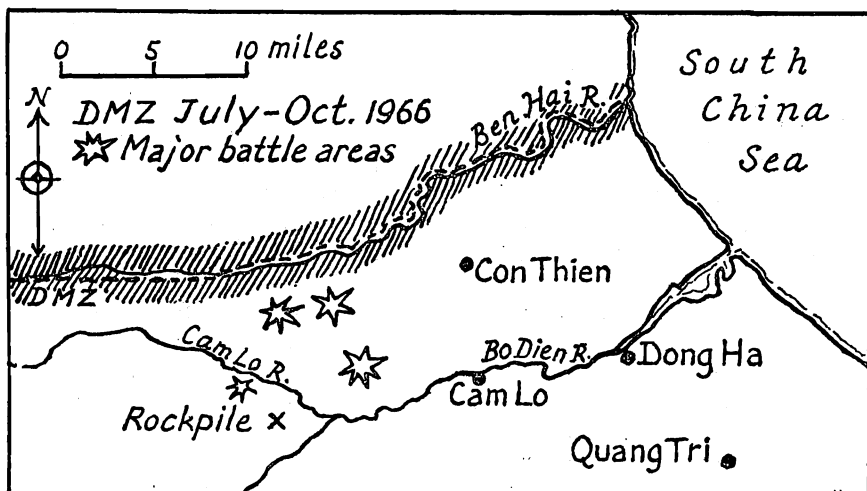 0 5 10 miles
N
DMZ July-Oct. 1966
Major battle areas
South
China
Sea
Ben Hai R.
DMZ
Con Thien
Cam Lo R.
Bo Dien R.
Dong Ha
Cam Lo
Rockpile
Quang Tri